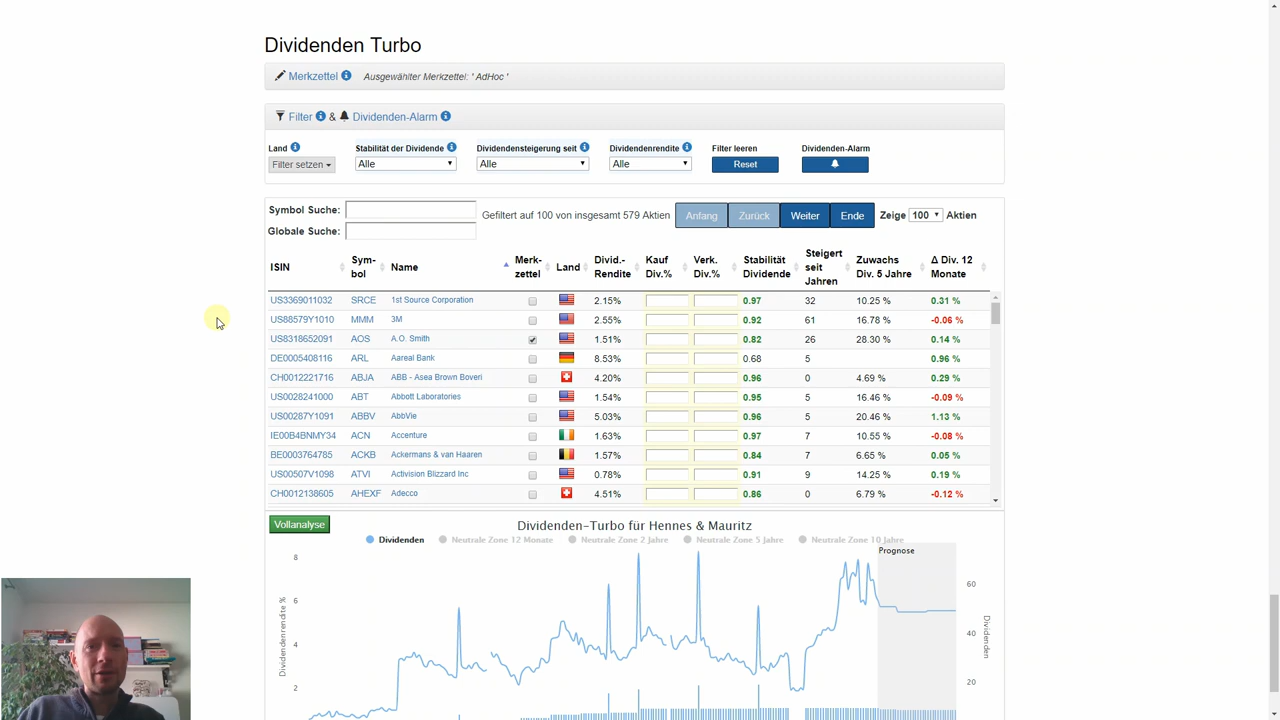 Dividenden Turbo
Merkzettel Ausgewählter Merkzettel: ' AdHoc '
Filter & Dividenden-Alarm
Land Stabilität der Dividende Dividendensteigerung seit Dividendenrendite Filter leeren Dividenden-Alarm
Filter setzen Alle Alle Alle Reset
Symbol Suche: Gefiltert auf 100 von insgesamt 579 Aktien Anfang Zurück Weiter Ende Zeige 100 Aktien
Globale Suche:
ISIN Sym-bol Name Merk-zettel Land Divid.-Rendite Kauf Div.% Verk. Div.% Stabilität Dividende Steigert seit Jahren Zuwachs Div. 5 Jahre Δ Div. 12 Monate
US3369011032 SRCE 1st Source Corporation 2.15% 0.97 32 10.25 % 0.31 %
US88579Y1010 MMM 3M 2.55% 0.92 61 16.78 % -0.06 %
US8318652091 AOS A.O. Smith 1.51% 0.82 26 28.30 % 0.14 %
DE0005408116 ARL Aareal Bank 8.53% 0.68 5 0.96 %
CH0012221716 ABJA ABB - Asea Brown Boveri 4.20% 0.96 0 4.69 % 0.29 %
US0028241000 ABT Abbott Laboratories 1.54% 0.95 5 16.46 % -0.09 %
US00287Y1091 ABBV AbbVie 5.03% 0.96 5 20.46 % 1.13 %
IE00B4BNMY34 ACN Accenture 1.63% 0.97 7 10.55 % -0.08 %
BE0003764785 ACKB Ackermans & van Haaren 1.57% 0.84 7 6.65 % 0.05 %
US00507V1098 ATVI Activision Blizzard Inc 0.78% 0.91 9 14.25 % 0.19 %
CH0012138605 AHEXF Adecco 4.51% 0.86 0 6.79 % -0.12 %
Vollanalyse Dividenden-Turbo für Hennes & Mauritz
Dividenden Neutrale Zone 12 Monate Neutrale Zone 2 Jahre Neutrale Zone 5 Jahre Neutrale Zone 10 Jahre
Prognose
8
6
4
2
Dividendenrendite %
60
40
20
Dividenden